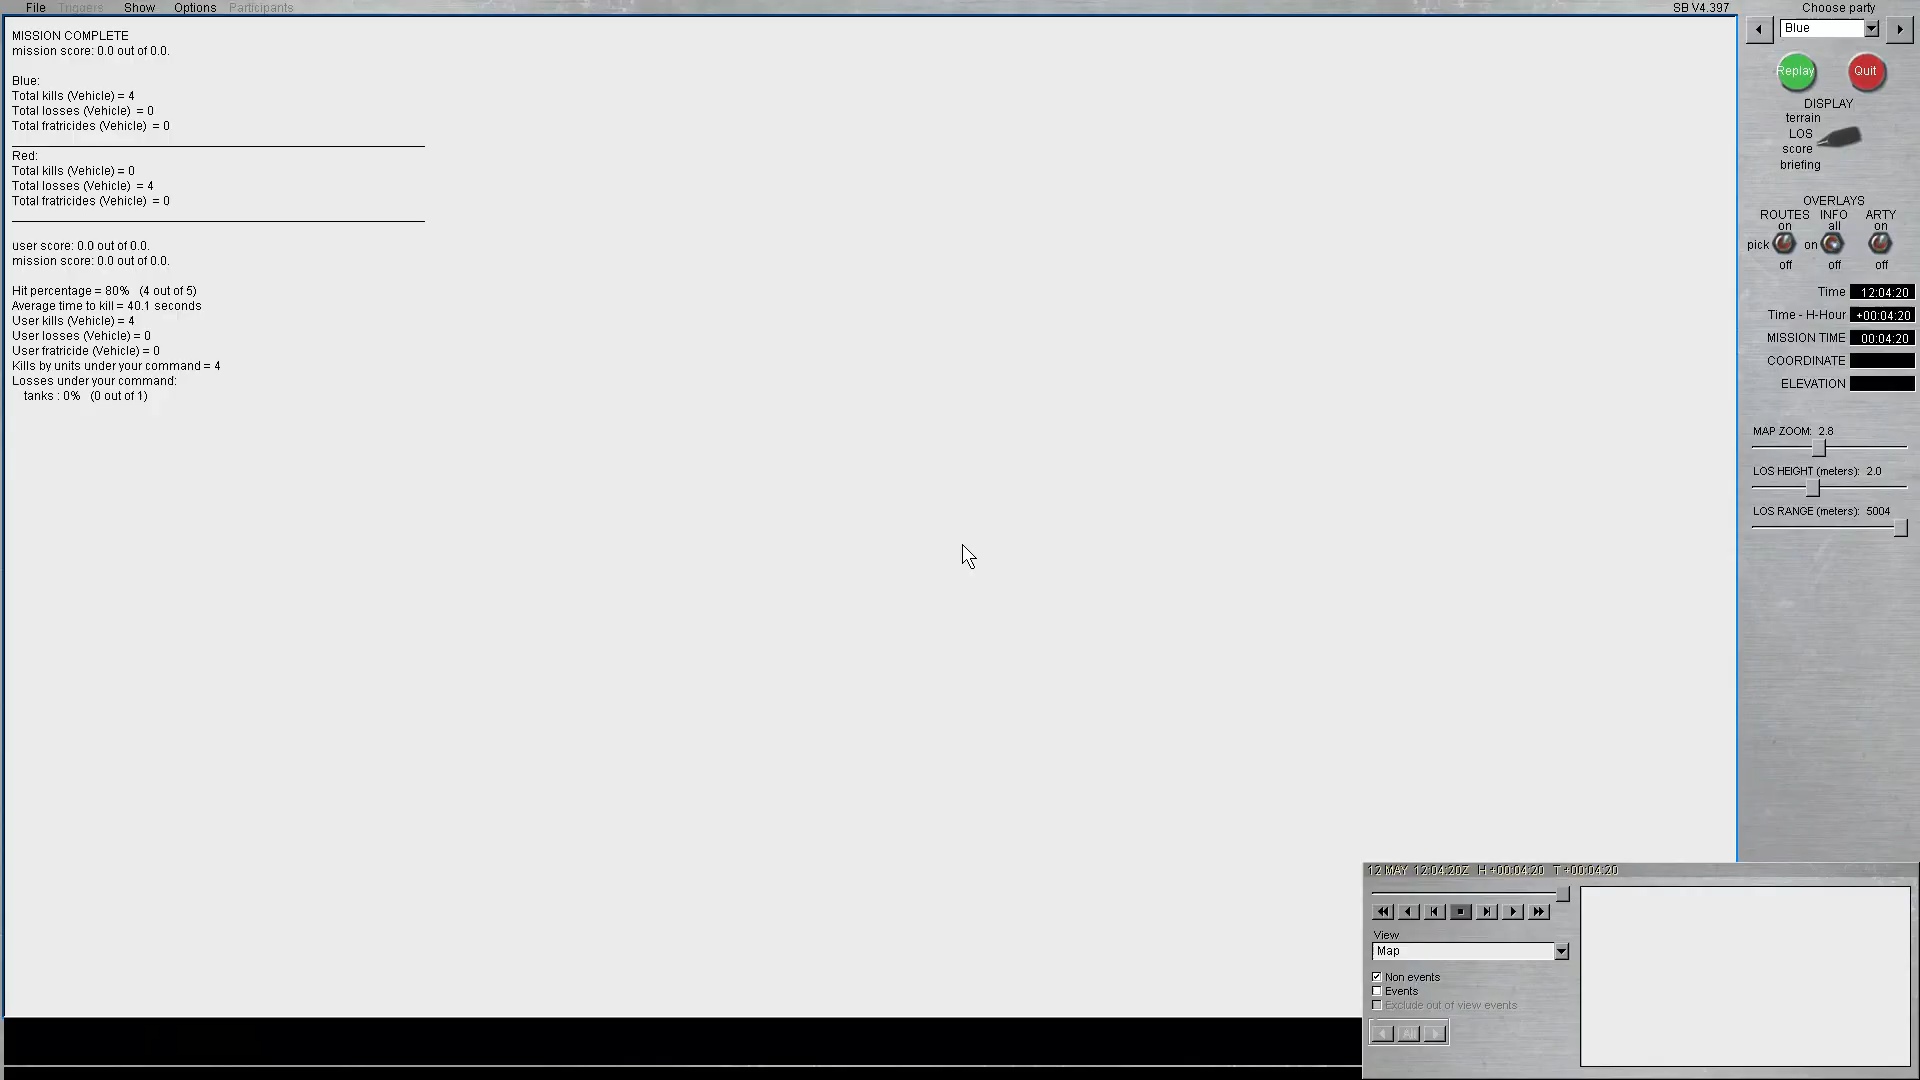 File Triggers Show Options Participants SB V4.397
MISSION COMPLETE
mission score: 0.0 out of 0.0.
Blue:
Total kills (Vehicle) = 4
Total losses (Vehicle) = 0
Total fratricides (Vehicle) = 0
Red:
Total kills (Vehicle) = 0
Total losses (Vehicle) = 4
Total fratricides (Vehicle) = 0
user score: 0.0 out of 0.0.
mission score: 0.0 out of 0.0.
Hit percentage = 80% (4 out of 5)
Average time to kill = 40.1 seconds
User kills (Vehicle) = 4
User losses (Vehicle) = 0
User fratricide (Vehicle) = 0
Kills by units under your command = 4
Losses under your command:
tanks : 0% (0 out of 1)
Choose party
Blue
Replay Quit
DISPLAY
terrain
LOS
score
briefing
OVERLAYS
ROUTES INFO ARTY
on all on
pick on
off off off
Time 12:04:20
Time - H-Hour +00:04:20
MISSION TIME 00:04:20
COORDINATE
ELEVATION
MAP ZOOM: 2.8
LOS HEIGHT (meters): 2.0
LOS RANGE (meters): 5004
12 MAY 12:04:20Z H +00:04:20 T +00:04:20
View
Map
Non events
Events
Exclude out of view events
All